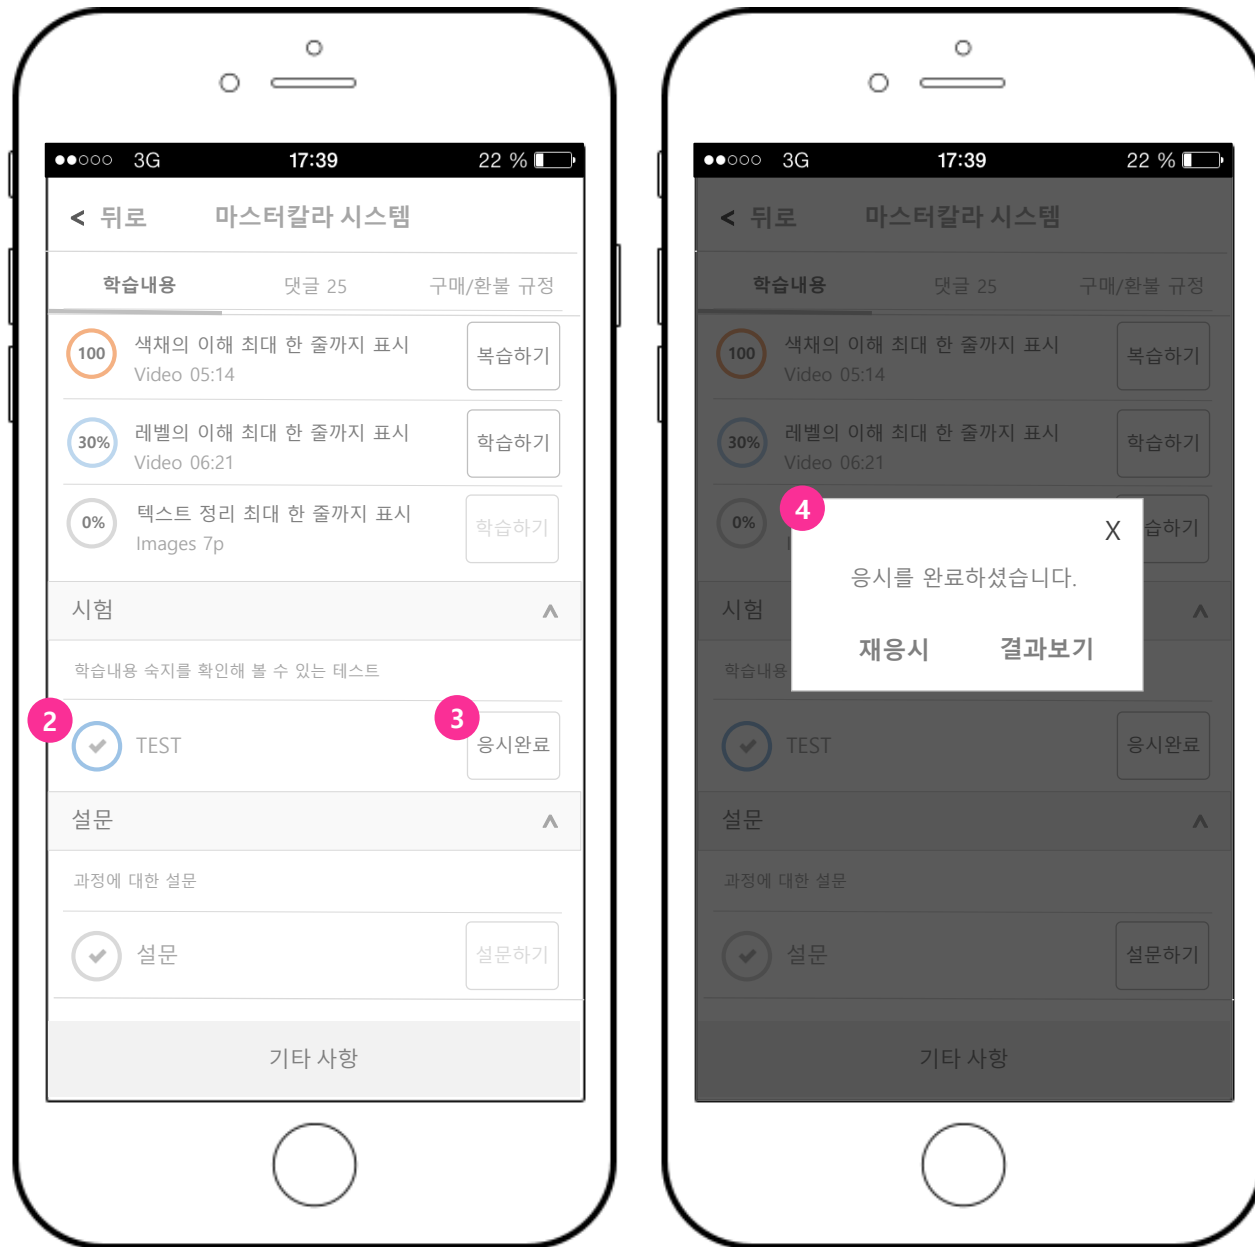 3G 17:39 22 %
< 뒤로 마스터칼라 시스템
학습내용 댓글 25 구매/환불 규정
100 색채의 이해 최대 한 줄까지 표시 복습하기
Video 05:14
30% 레벨의 이해 최대 한 줄까지 표시 학습하기
Video 06:21
0% 텍스트 정리 최대 한 줄까지 표시 학습하기
Images 7p
시험
학습내용 숙지를 확인해 볼 수 있는 테스트
2 TEST 3 응시완료
설문
과정에 대한 설문
설문 설문하기
기타 사항
3G 17:39 22 %
< 뒤로 마스터칼라 시스템
학습내용 댓글 25 구매/환불 규정
100 색채의 이해 최대 한 줄까지 표시 복습하기
Video 05:14
30% 레벨의 이해 최대 한 줄까지 표시 학습하기
Video 06:21
0% 습하기
4 X
응시를 완료하셨습니다.
재응시 결과보기
시험
학습내용
TEST 응시완료
설문
과정에 대한 설문
설문 설문하기
기타 사항